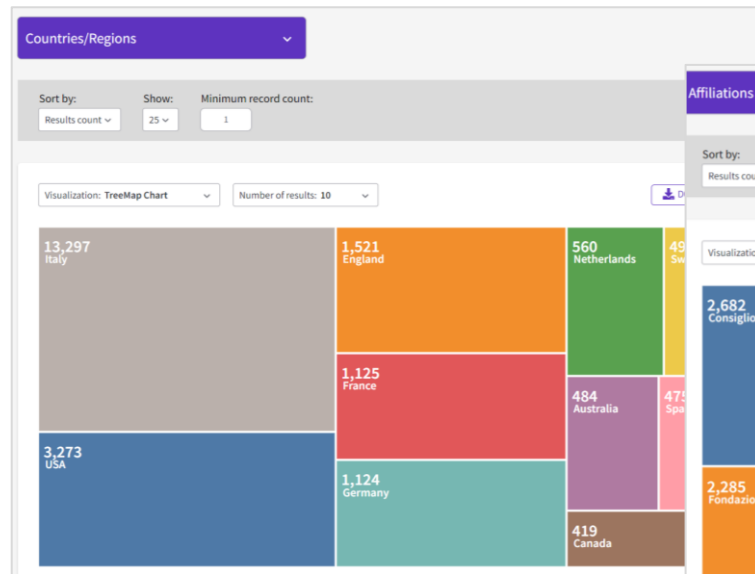 Countries/Regions
Sort by: Show: Minimum record count:
Results count 25 1
Visualization: TreeMap Chart Number of results: 10
13,297
Italy
3,273
USA
1,521
England
1,125
France
1,124
Germany
560
Netherlands
484
Australia
419
Canada
Affiliations
Sort by:
Results
2,682
Consiglio
2,285